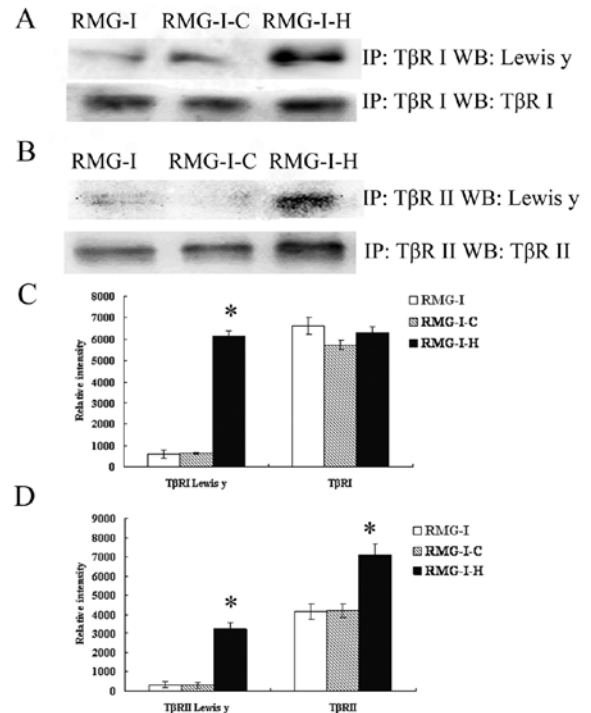 A
RMG-I RMG-I-C RMG-I-H
IP: TβR I WB: Lewis y
IP: TβR I WB: TβR I
B
RMG-I RMG-I-C RMG-I-H
IP: TβR II WB: Lewis y
IP: TβR II WB: TβR II
C
8000
7000
6000
5000
4000
3000
2000
1000
0
Relative intensity
*
RMG-I
RMG-I-C
RMG-I-H
TβRI Lewis y TβRI
D
9000
8000
7000
6000
5000
4000
3000
2000
1000
0
Relative intensity
*
*
RMG-I
RMG-I-C
RMG-I-H
TβRII Lewis y TβRII